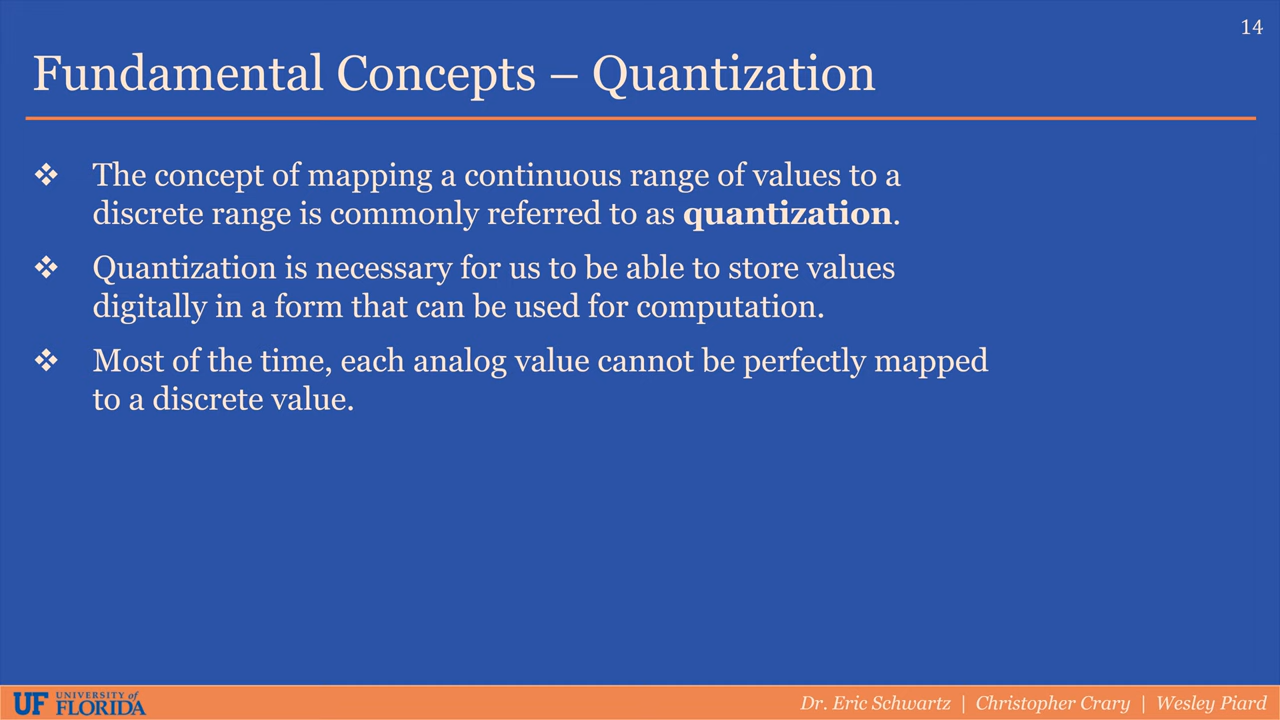 14
Fundamental Concepts – Quantization
❖ The concept of mapping a continuous range of values to a
discrete range is commonly referred to as quantization.
❖ Quantization is necessary for us to be able to store values
digitally in a form that can be used for computation.
❖ Most of the time, each analog value cannot be perfectly mapped
to a discrete value.
UF UNIVERSITY of
FLORIDA
Dr. Eric Schwartz | Christopher Crary | Wesley Piard